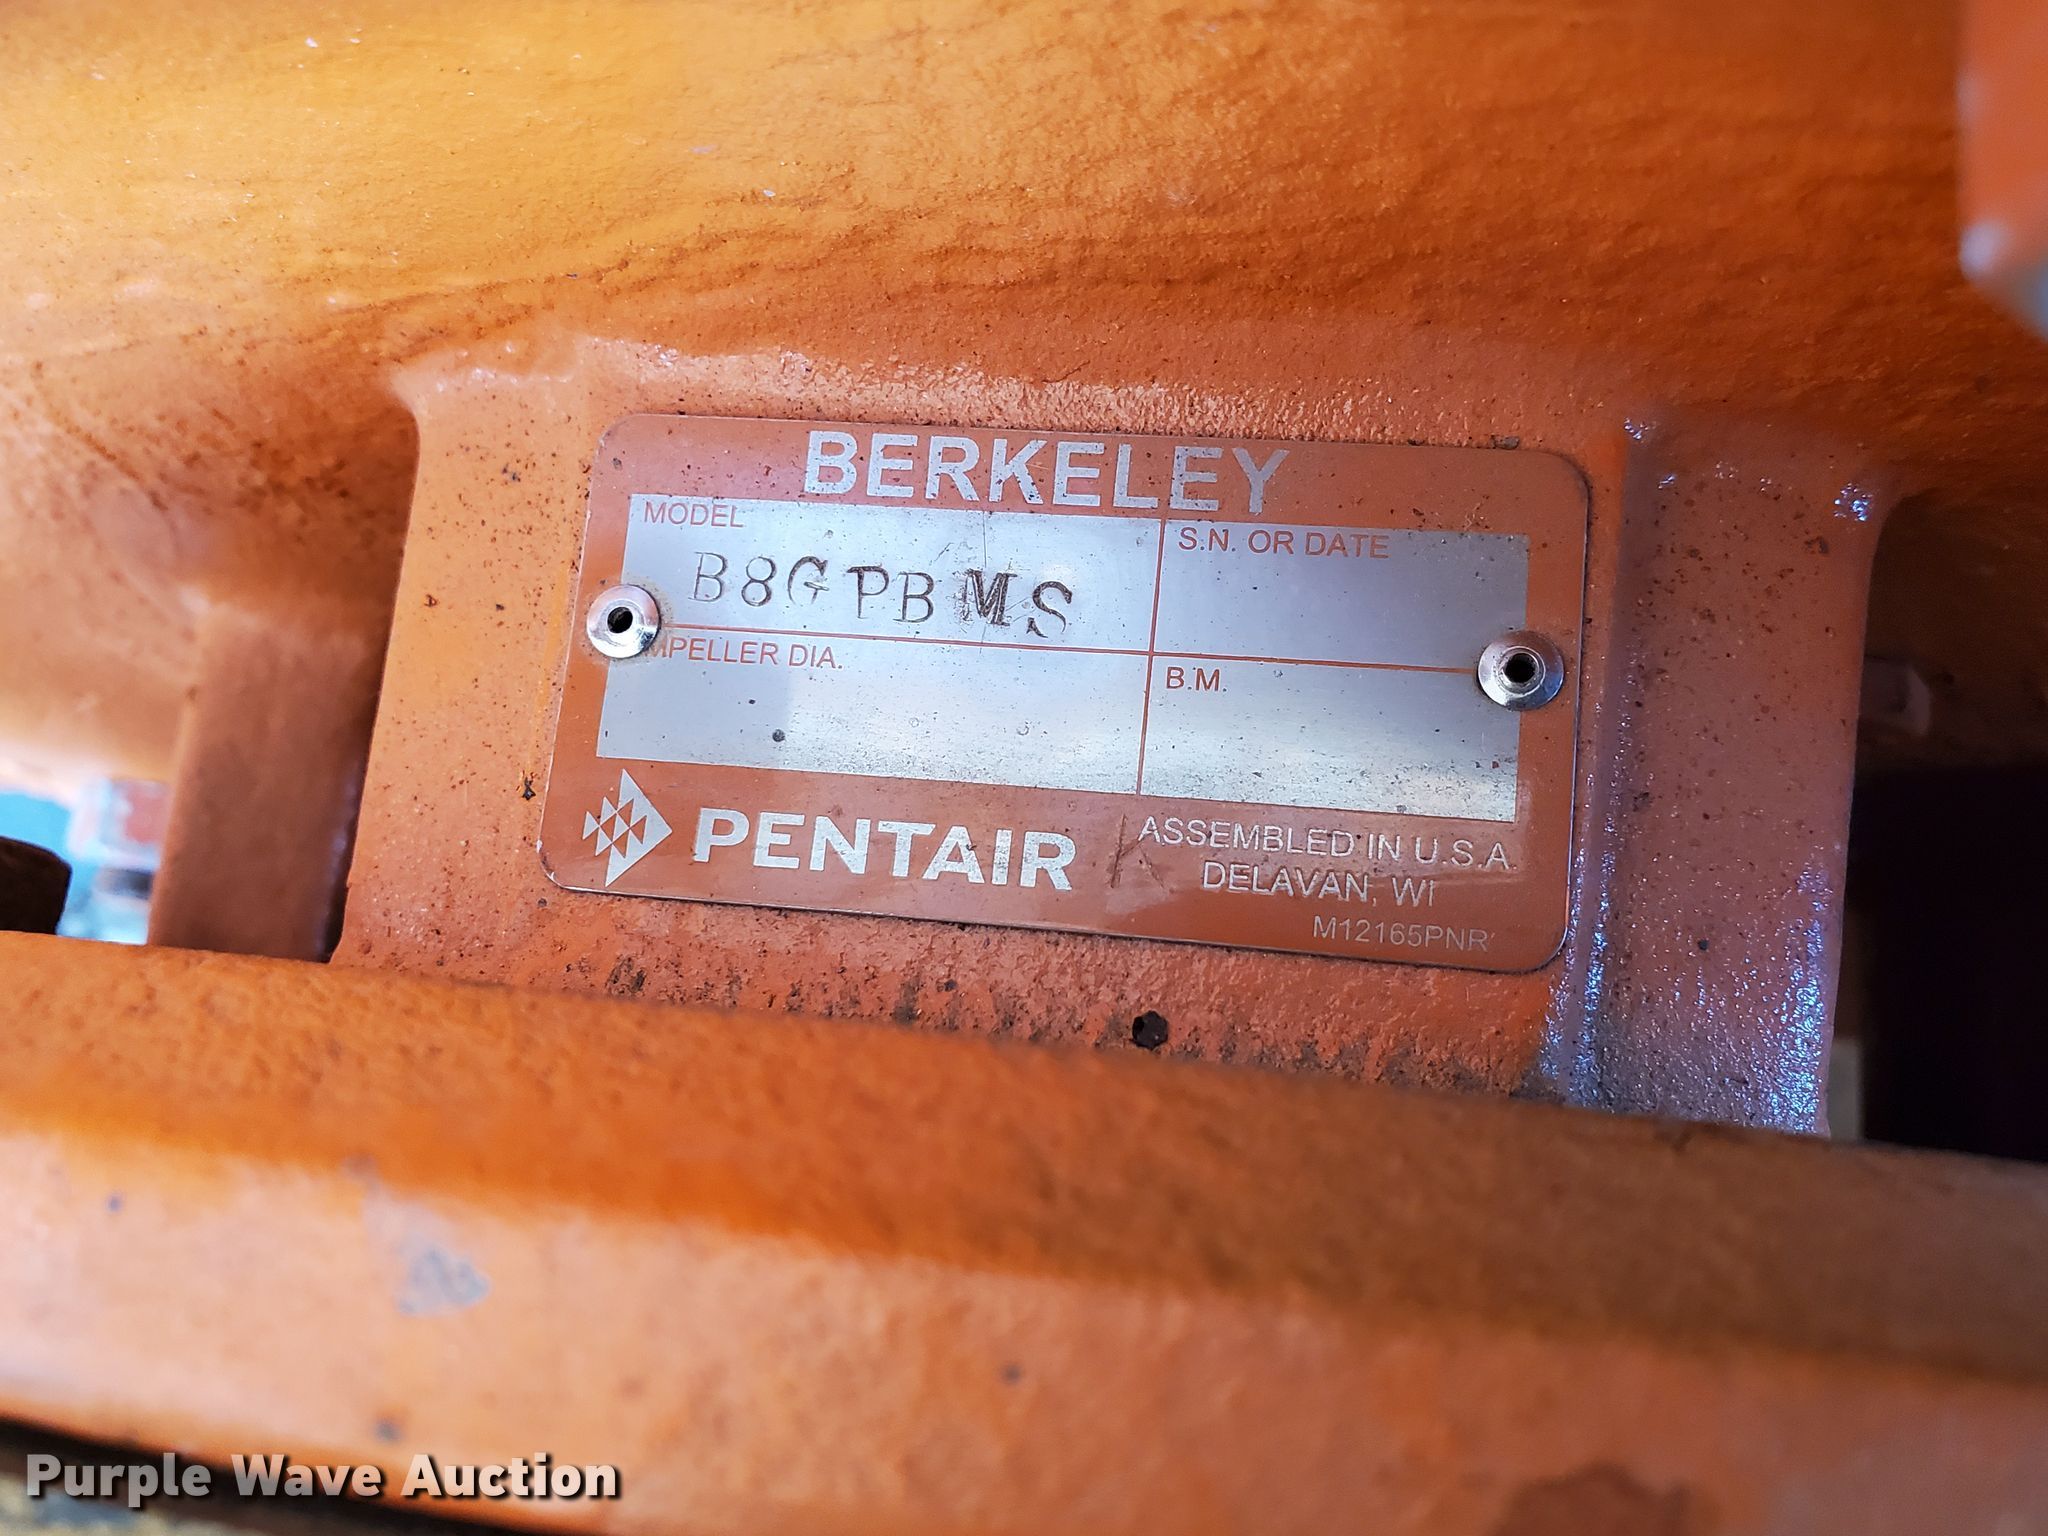 BERKELEY
MODEL
S.N. OR DATE
B8GPBMS
IMPELLER DIA.
B.M.
PENTAIR
ASSEMBLED IN U.S.A.
DELAVAN, WI
M12165PNR
Purple Wave Auction